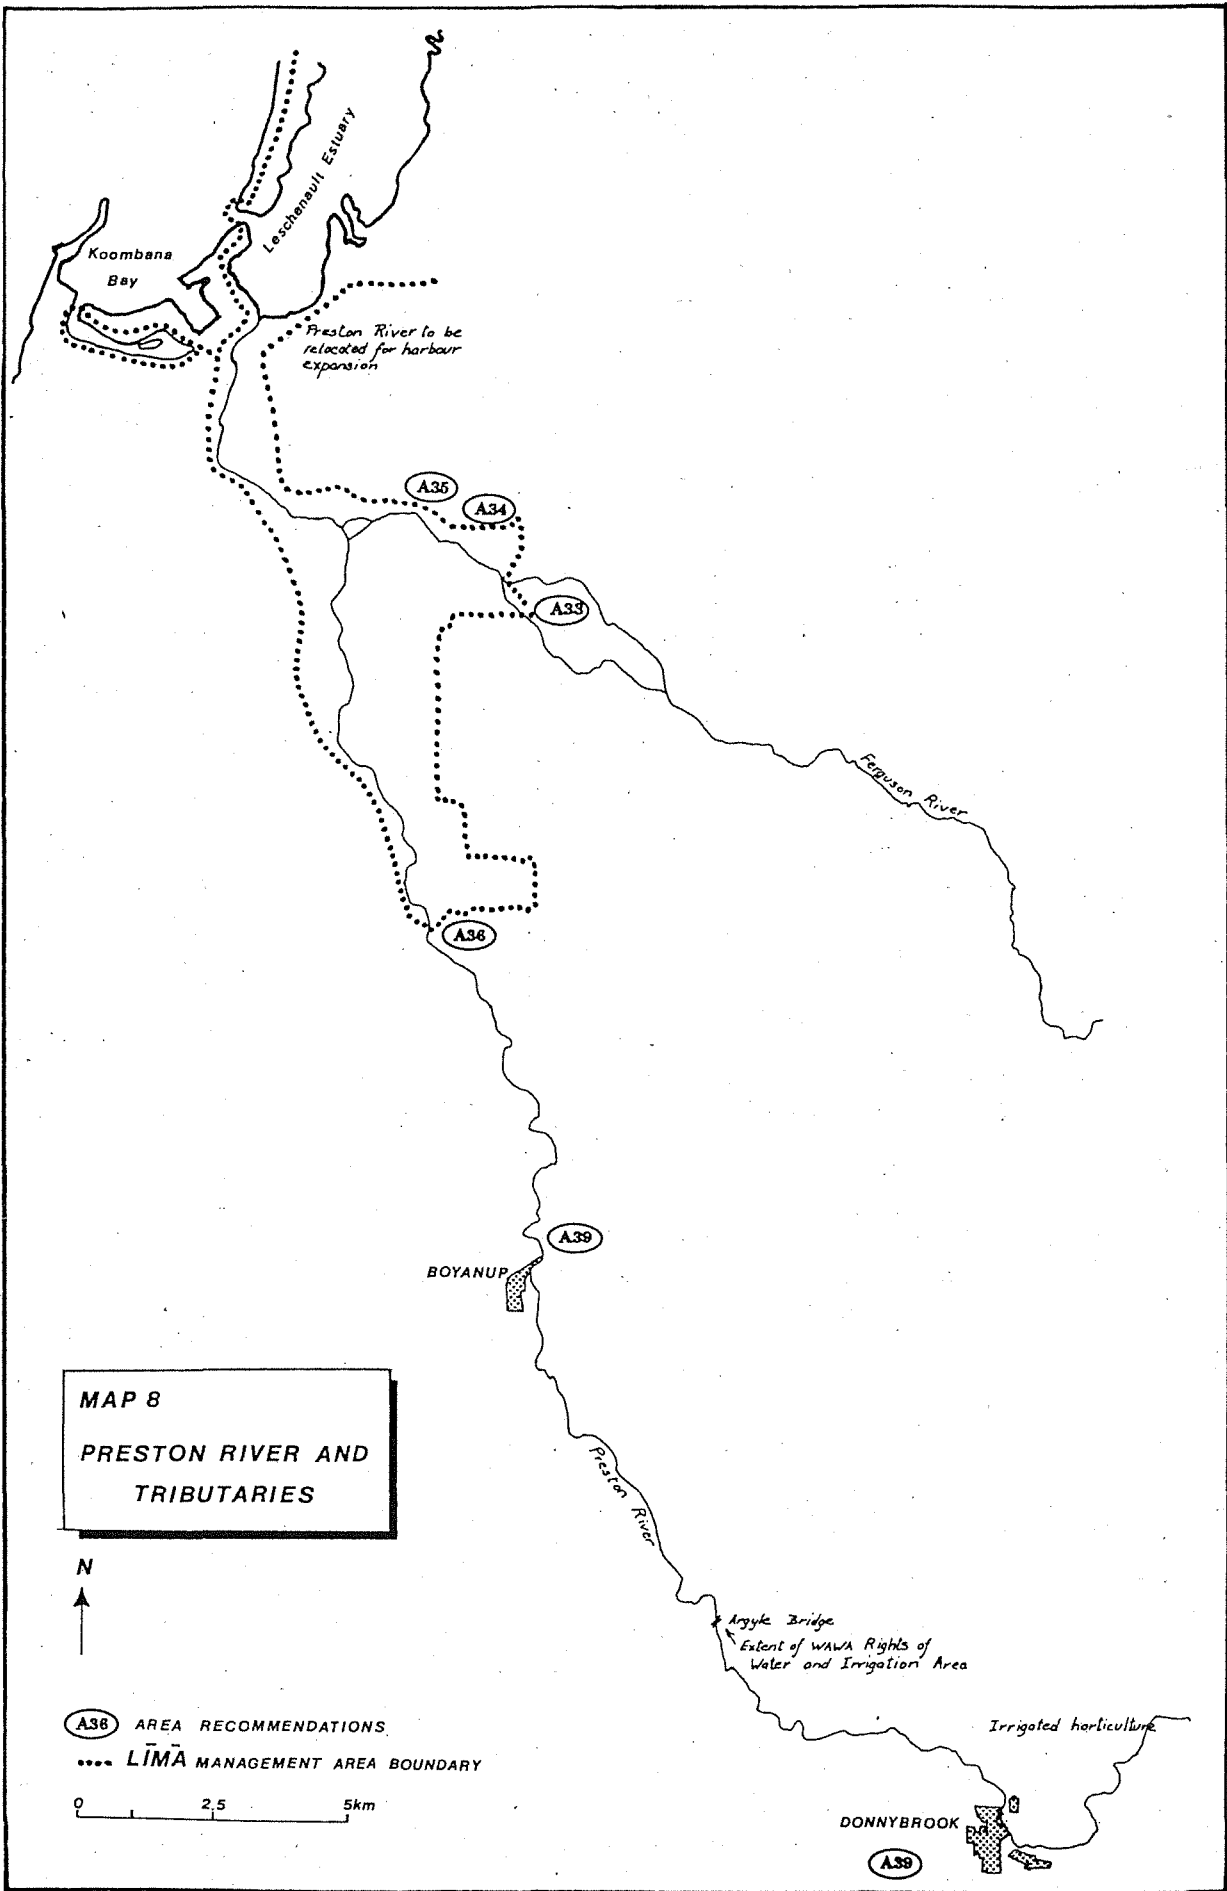 Leschenault Estuary
Koombana
Bay
Preston River to be
relocated for harbour
expansion
A35
A34
A33
Ferguson River
A36
A39
BOYANUP
MAP 8
PRESTON RIVER AND
TRIBUTARIES
Preston River
N
Argyle Bridge
Extent of WAWA Rights of
Water and Irrigation Area
A36 AREA RECOMMENDATIONS
LĪMĀ MANAGEMENT AREA BOUNDARY
Irrigated horticulture
0 2.5 5km
DONNYBROOK
A39